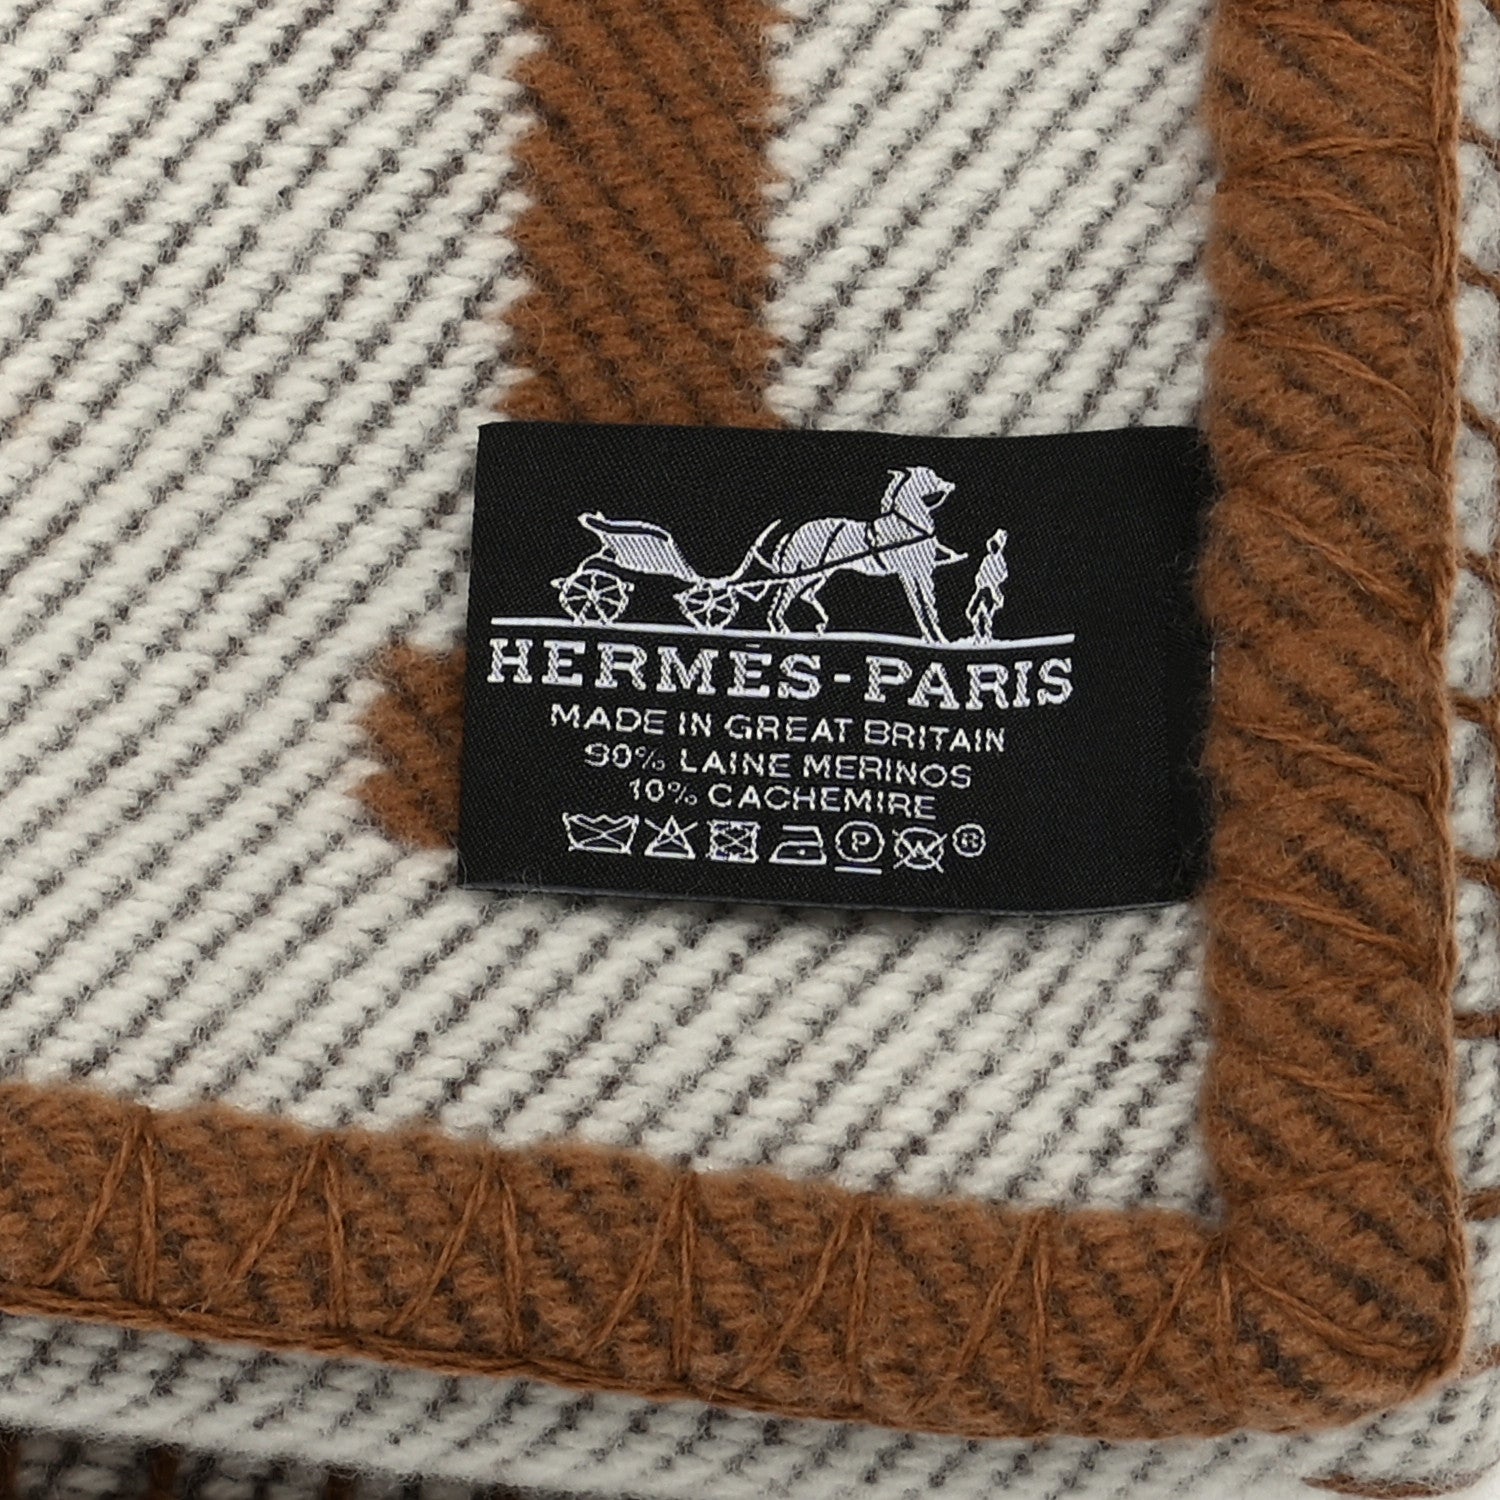 HERMÈS-PARIS
MADE IN GREAT BRITAIN
90% LAINE MERINOS
10% CACHEMIRE
P W ®